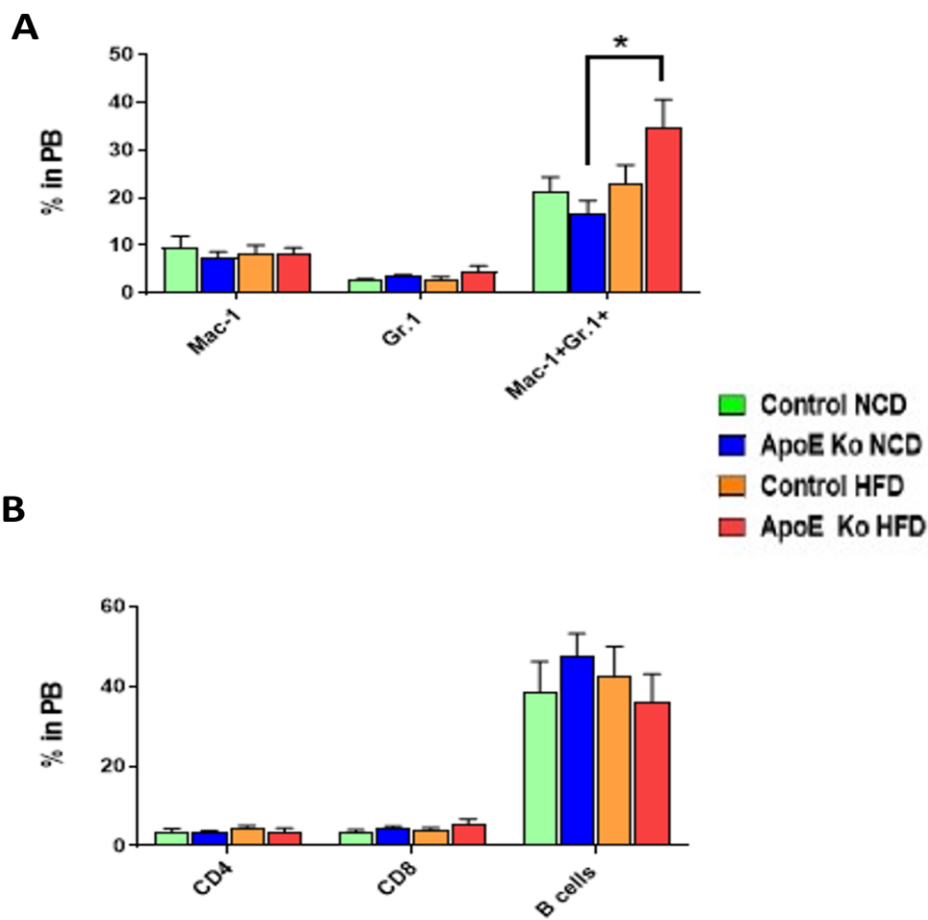 A
50
40
30
20
10
0
% in PB
*
Mac-1
Gr.1
Mac-1+Gr.1+
Control NCD
ApoE Ko NCD
Control HFD
ApoE Ko HFD
B
60
40
20
0
% in PB
CD4
CD8
B cells